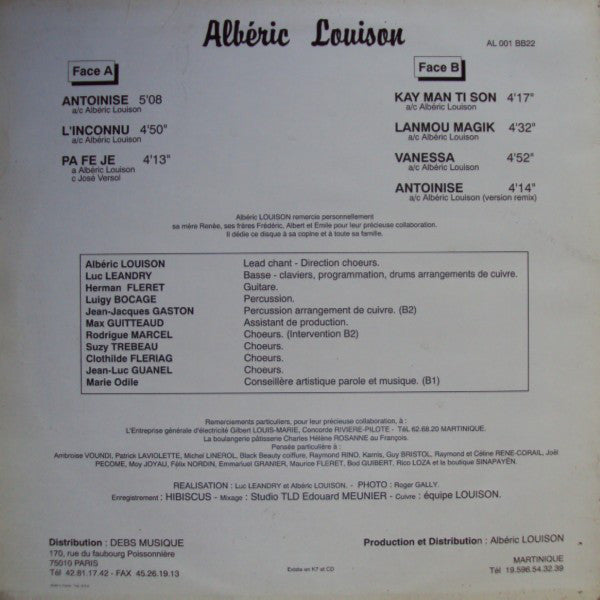 Albéric Louison
AL 001 BB22
Face A
ANTOINISE 5'08
a/c Albéric Louison
L'INCONNU 4'50"
a/c Albéric Louison
PA FE JE 4'13"
a Albéric Louison
c José Versol
Face B
KAY MAN TI SON 4'17"
a/c Albéric Louison
LANMOU MAGIK 4'32"
a/c Albéric Louison
VANESSA 4'52"
a/c Albéric Louison
ANTOINISE 4'14"
a/c Albéric Louison (version remix)
Albéric LOUISON remercie personnellement
sa mère Renée, ses frères Frédéric, Albert et Emile pour leur précieuse collaboration.
Il dédie ce disque à sa copine et à toute sa famille.
Albéric LOUISON Lead chant - Direction choeurs.
Luc LEANDRY Basse - claviers, programmation, drums arrangements de cuivre.
Herman FLERET Guitare.
Luigy BOCAGE Percussion.
Jean-Jacques GASTON Percussion arrangement de cuivre. (B2)
Max GUITTEAUD Assistant de production.
Rodrigue MARCEL Choeurs. (Intervention B2)
Suzy TREBEAU Choeurs.
Clothilde FLERIAG Choeurs.
Jean-Luc GUANEL Choeurs.
Marie Odile Conseillère artistique parole et musique. (B1)
Remerciements particuliers, pour leur précieuse collaboration, à :
L'Entreprise générale d'électricité Gilbert LOUIS-MARIE, Concorde RIVIERE-PILOTE - Tél. 62.68.20 MARTINIQUE.
La boulangerie pâtisserie Charles Hélène ROSANNE au François.
Pensée particulière à :
Ambroise VOUNDI, Patrick LAVIOLETTE, Michel LINEROL, Black Beauty coiffure, Raymond RINO, Karnis, Guy BRISTOL, Raymond et Céline RENE-CORAIL, Joël
PECOME, Moy JOYAU, Félix NORDIN, Emmanuel GRANIER, Maurice FLERET, Bod GUIBERT, Rico LOZA et la boutique SINAPAYEN.
REALISATION : Luc LEANDRY et Albéric LOUISON. - PHOTO : Roger GALLY.
Enregistrement : HIBISCUS - Mixage : Studio TLD Edouard MEUNIER - Cuivre : équipe LOUISON.
Distribution : DEBS MUSIQUE
170, rue du faubourg Poissonnière
75010 PARIS
Tél 42.81.17.42 - FAX 45.26.19.13
Existe en K7 et CD
Production et Distribution : Albéric LOUISON
MARTINIQUE
Tél 19.596.54.32.39